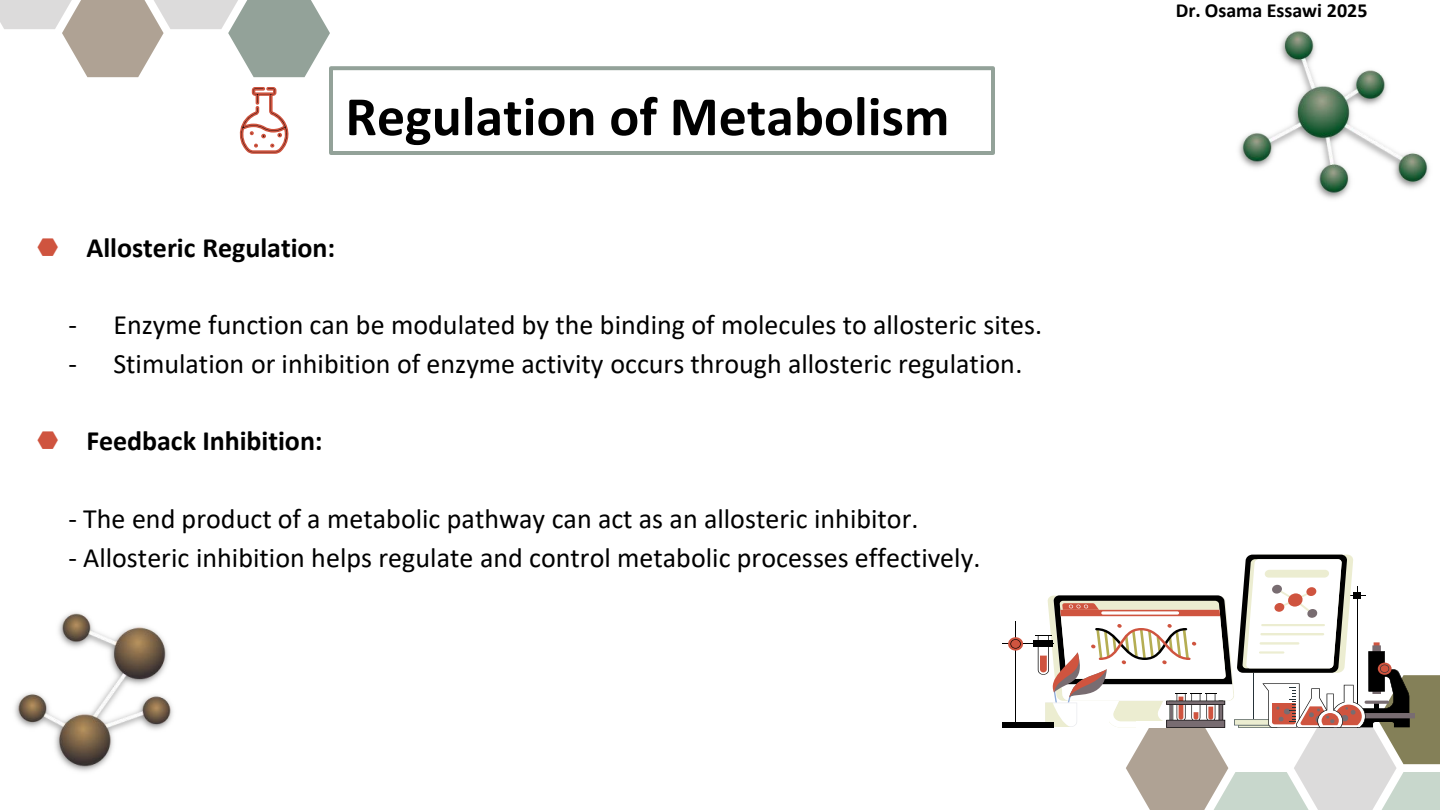 Dr. Osama Essawi 2025
Regulation of Metabolism
Allosteric Regulation:
- Enzyme function can be modulated by the binding of molecules to allosteric sites.
- Stimulation or inhibition of enzyme activity occurs through allosteric regulation.
Feedback Inhibition:
- The end product of a metabolic pathway can act as an allosteric inhibitor.
- Allosteric inhibition helps regulate and control metabolic processes effectively.